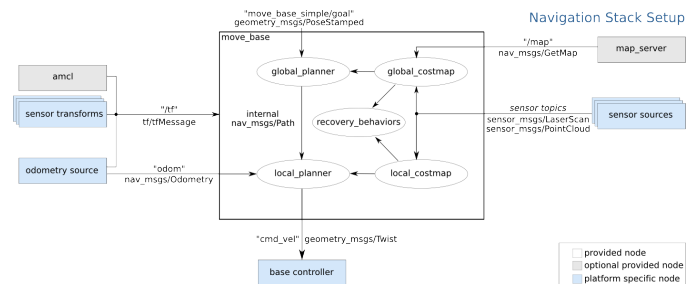 Navigation Stack Setup
"move_base_simple/goal"
geometry_msgs/PoseStamped
move_base
"/map"
nav_msgs/GetMap
map_server
amcl
global_planner
global_costmap
sensor transforms
"/tf"
tf/tfMessage
internal
nav_msgs/Path
recovery_behaviors
sensor topics
sensor_msgs/LaserScan
sensor_msgs/PointCloud
sensor sources
odometry source
"odom"
nav_msgs/Odometry
local_planner
local_costmap
"cmd_vel" geometry_msgs/Twist
base controller
provided node
optional provided node
platform specific node